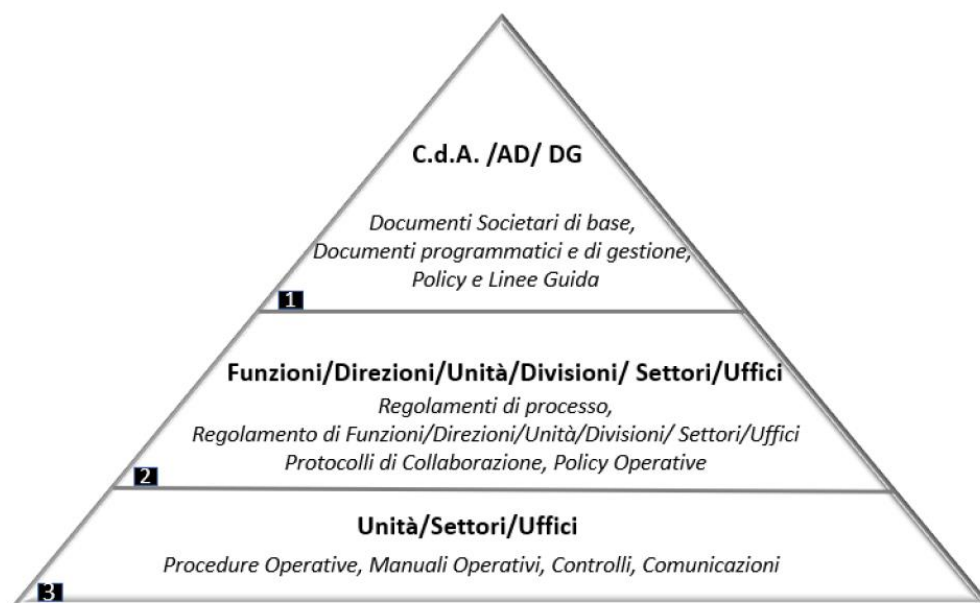 C.d.A. /AD/ DG
Documenti Societari di base,
Documenti programmatici e di gestione,
Policy e Linee Guida
1
Funzioni/Direzioni/Unità/Divisioni/ Settori/Uffici
Regolamenti di processo,
Regolamento di Funzioni/Direzioni/Unità/Divisioni/ Settori/Uffici
Protocolli di Collaborazione, Policy Operative
2
Unità/Settori/Uffici
Procedure Operative, Manuali Operativi, Controlli, Comunicazioni
3